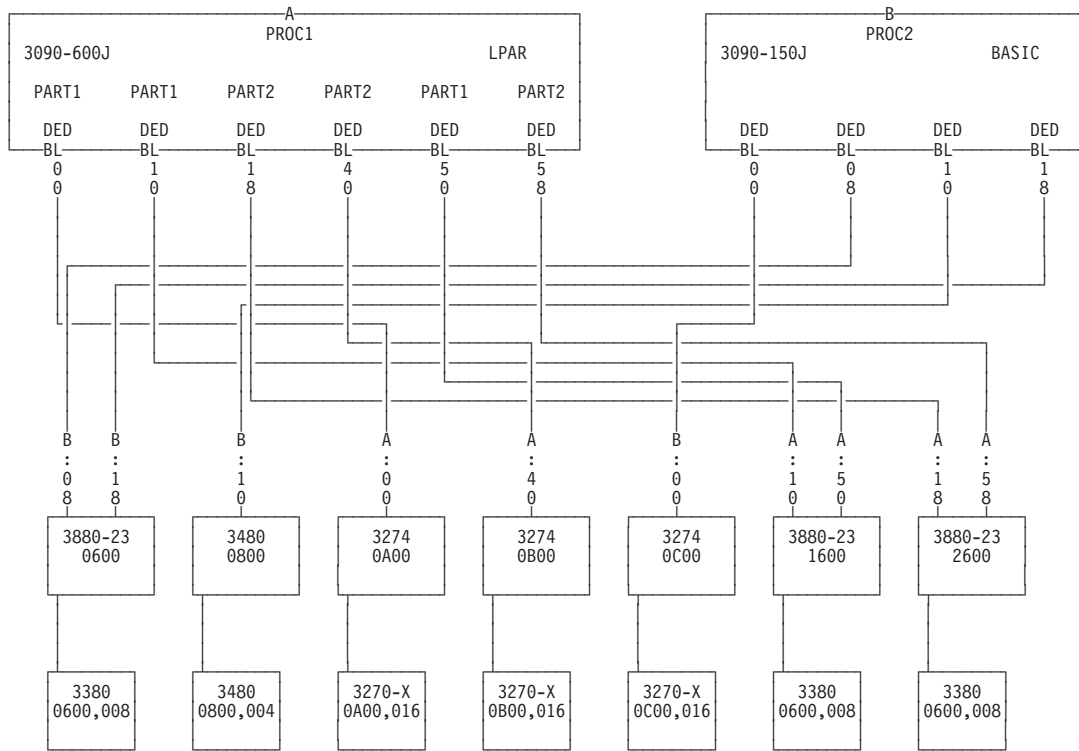 A B
PROC1 PROC2
3090-600J LPAR 3090-150J BASIC
PART1 PART1 PART2 PART2 PART1 PART2
DED DED DED DED DED DED DED DED DED DED
BL BL BL BL BL BL BL BL BL BL
0 1 1 4 5 5 0 0 1 1
0 0 8 0 0 8 0 8 0 8
B B B A A B A A A A
: : : : : : : : : :
0 1 1 0 4 0 1 5 1 5
8 8 0 0 0 0 0 0 8 8
3880-23 3480 3274 3274 3274 3880-23 3880-23
0600 0800 0A00 0B00 0C00 1600 2600
3380 3480 3270-X 3270-X 3270-X 3380 3380
0600,008 0800,004 0A00,016 0B00,016 0C00,016 0600,008 0600,008